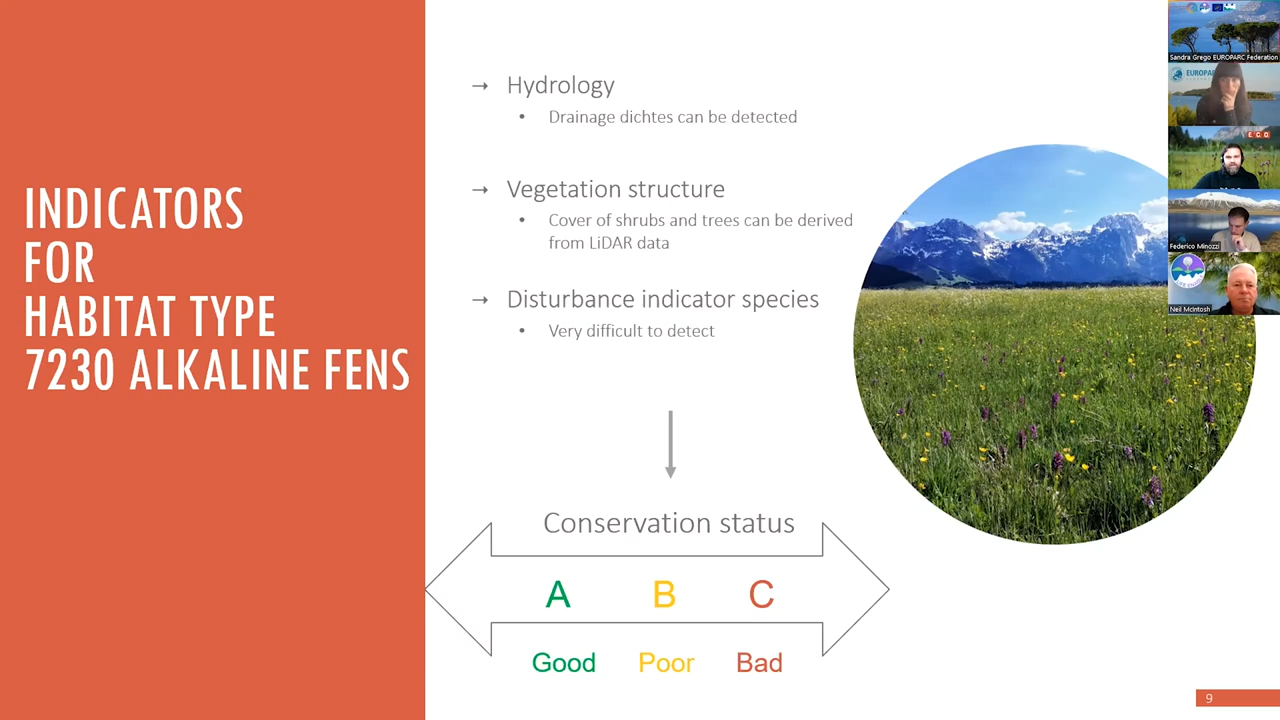 INDICATORS
FOR
HABITAT TYPE
7230 ALKALINE FENS
→ Hydrology
• Drainage dichtes can be detected
→ Vegetation structure
• Cover of shrubs and trees can be derived
from LiDAR data
→ Disturbance indicator species
• Very difficult to detect
Conservation status
A B C
Good Poor Bad
Sandra Grego EUROPARC Federation
E. C. O.
Federico Minozzi
Neil McIntosh
9